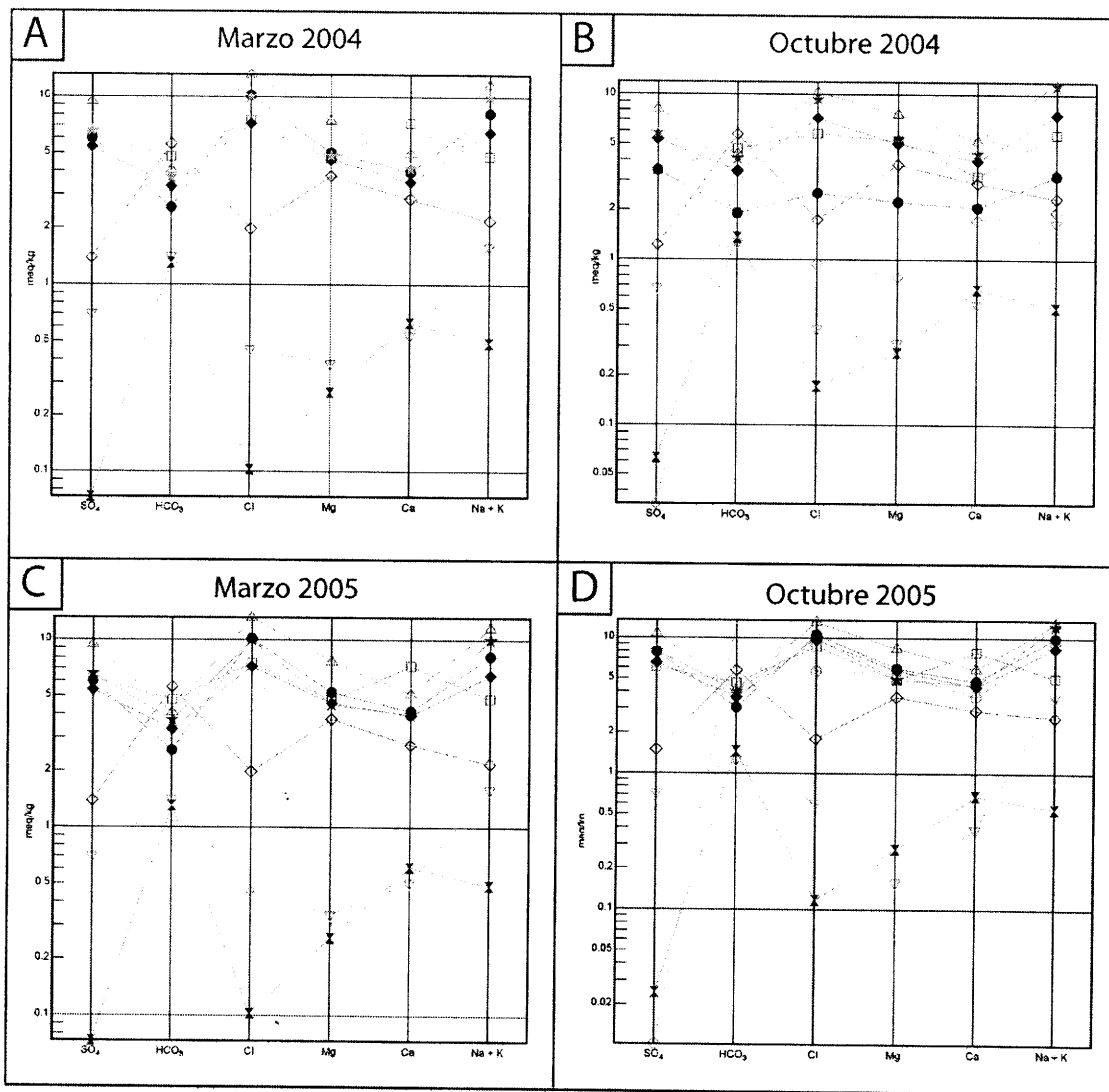 A
Marzo 2004
10
5
2
1
0.5
0.2
0.1
meq/kg
SO₄ HCO₃ Cl Mg Ca Na + K
B
Octubre 2004
10
5
2
1
0.5
0.2
0.1
0.05
meq/kg
SO₄ HCO₃ Cl Mg Ca Na + K
C
Marzo 2005
10
5
2
1
0.5
0.2
0.1
meq/kg
SO₄ HCO₃ Cl Mg Ca Na + K
D
Octubre 2005
10
5
2
1
0.5
0.2
0.1
0.05
0.02
meq/kg
SO₄ HCO₃ Cl Mg Ca Na + K